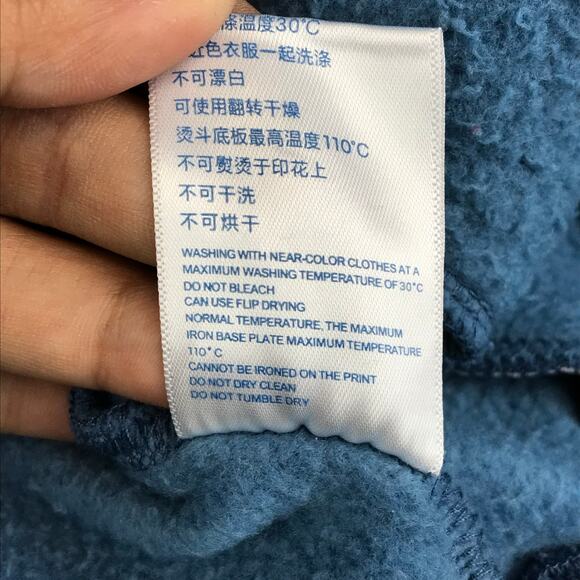 涤温度30℃
近色衣服一起洗涤
不可漂白
可使用翻转干燥
烫斗底板最高温度110℃
不可熨烫于印花上
不可干洗
不可烘干
WASHING WITH NEAR-COLOR CLOTHES AT A
MAXIMUM WASHING TEMPERATURE OF 30°C
DO NOT BLEACH
CAN USE FLIP DRYING
NORMAL TEMPERATURE, THE MAXIMUM
IRON BASE PLATE MAXIMUM TEMPERATURE
110° C
CANNOT BE IRONED ON THE PRINT
DO NOT DRY CLEAN
DO NOT TUMBLE DRY